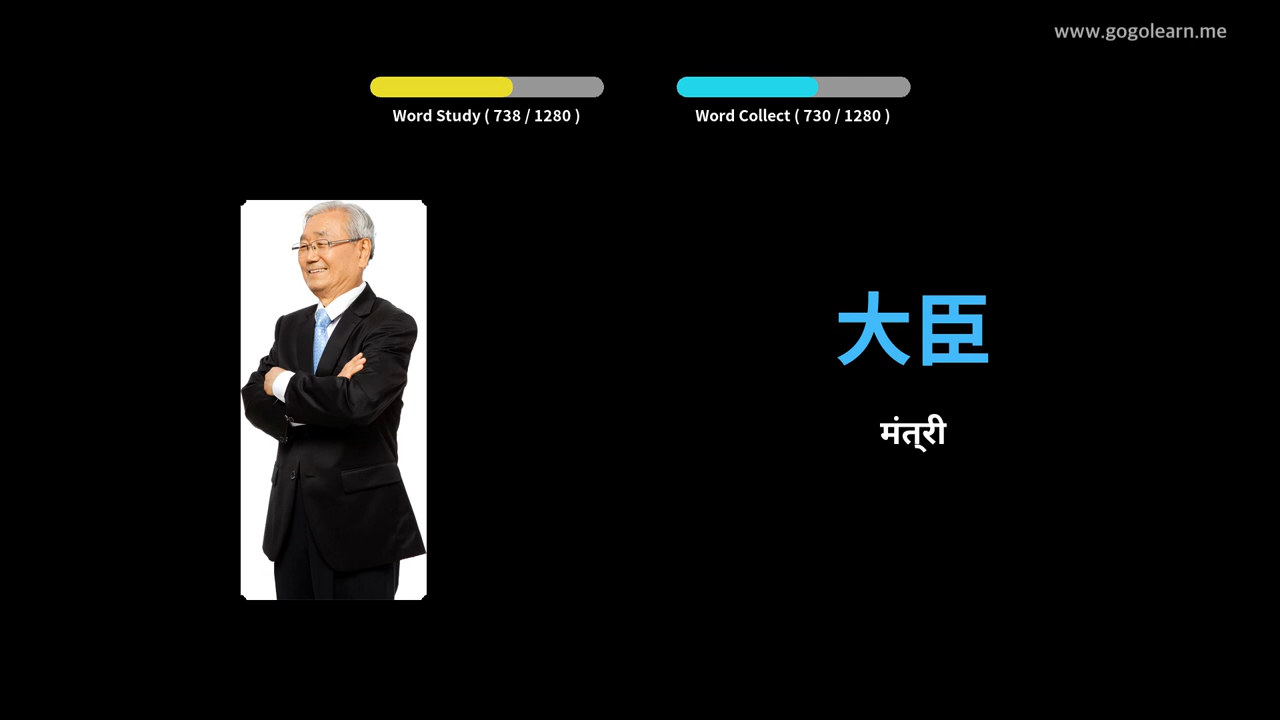 www.gogolearn.me
Word Study ( 738 / 1280 )
Word Collect ( 730 / 1280 )
大臣
मंत्री